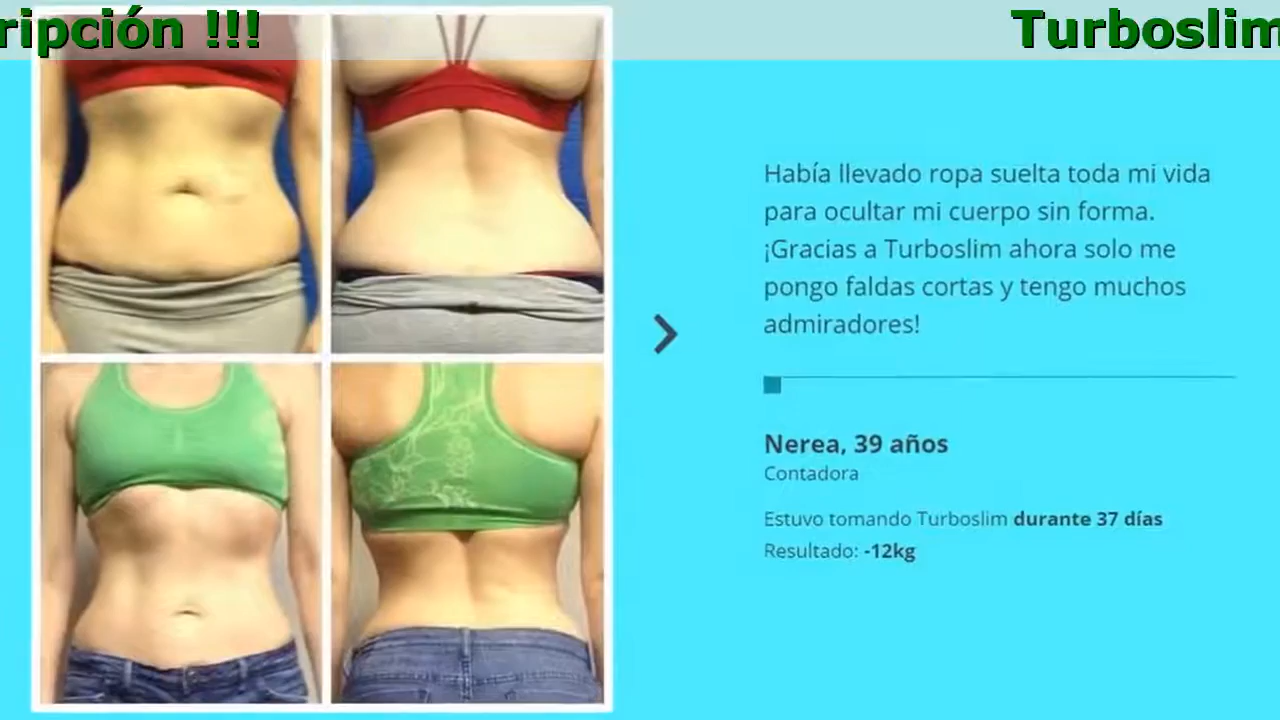 ripción !!! Turboslim
Había llevado ropa suelta toda mi vida
para ocultar mi cuerpo sin forma.
¡Gracias a Turboslim ahora solo me
pongo faldas cortas y tengo muchos
admiradores!
Nerea, 39 años
Contadora
Estuvo tomando Turboslim durante 37 días
Resultado: -12kg